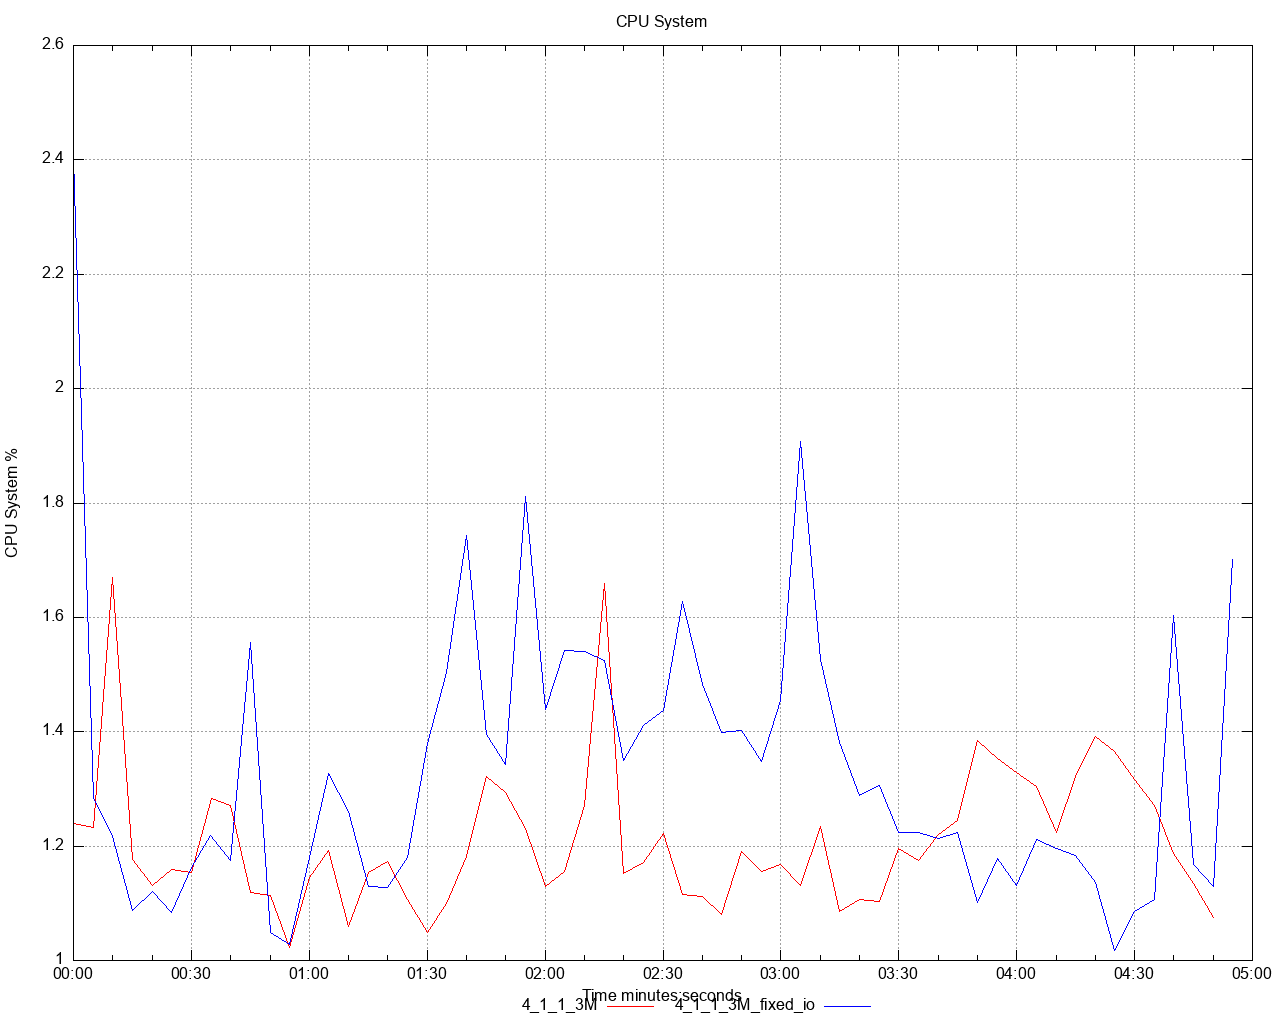 CPU System
2.6
2.4
2.2
2
1.8
1.6
1.4
1.2
1
CPU System %
00:00 00:30 01:00 01:30 02:00 02:30 03:00 03:30 04:00 04:30 05:00
Time minutes:seconds
4_1_1_3M 4_1_1_3M_fixed_io